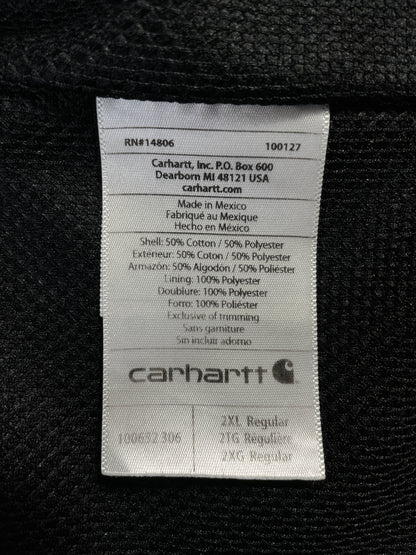 RN#14806 100127
Carhartt, Inc. P.O. Box 600
Dearborn MI 48121 USA
carhartt.com
Made in Mexico
Fabriqué au Mexique
Hecho en México
Shell: 50% Cotton / 50% Polyester
Extérieur: 50% Coton / 50% Polyester
Armazón: 50% Algodón / 50% Poliéster
Lining: 100% Polyester
Doublure: 100% Polyester
Forro: 100% Poliéster
Exclusive of trimming
Sans garniture
Sin incluir adorno
carhartt
100632 306
2XL Regular
2TG Régulière
2XG Regular